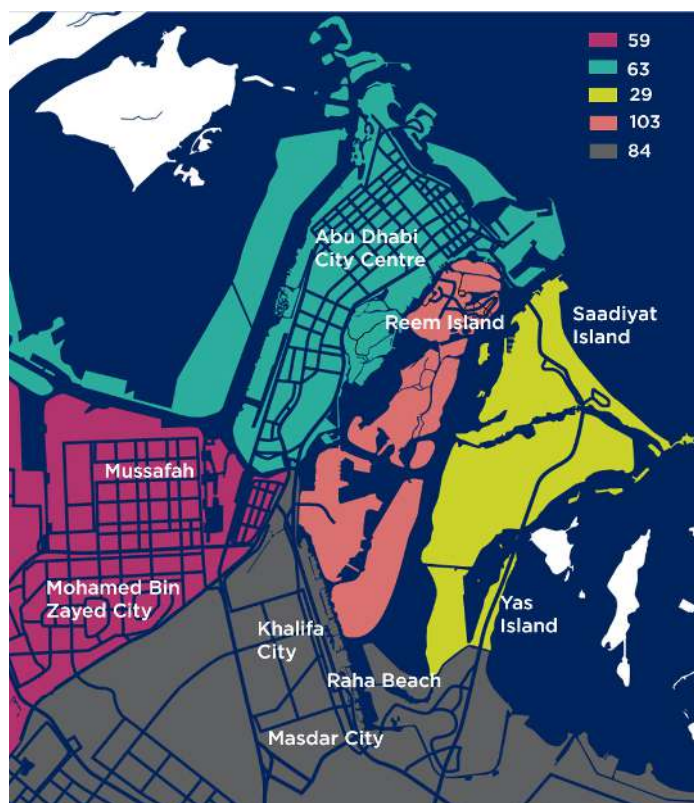 59
63
29
103
84
Abu Dhabi
City Centre
Reem Island
Saadiyat
Island
Mussafah
Mohamed Bin
Zayed City
Khalifa
City
Yas
Island
Raha Beach
Masdar City